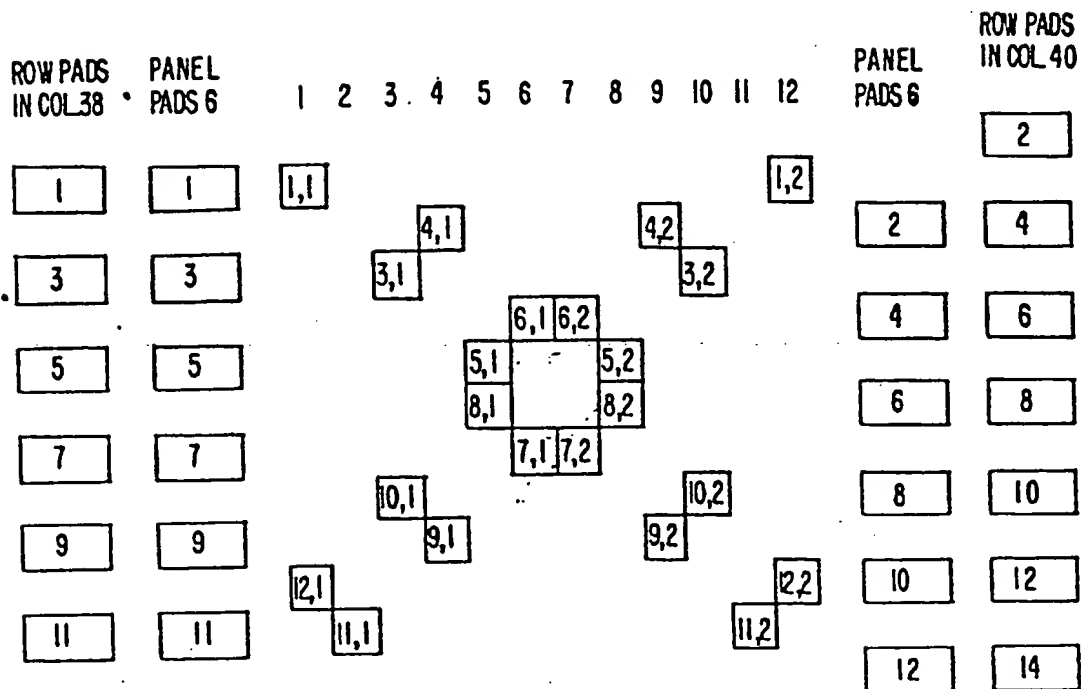 ROW PADS
IN COL. 40
ROW PADS PANEL PANEL
IN COL. 38 PADS 6 1 2 3 4 5 6 7 8 9 10 11 12 PADS 6
2
1 1 1,1 1,2
4,1 4,2 2 4
3 3 3,1 3,2
6,1 6,2 4 6
5 5 5,1 5,2
8,1 8,2 6 8
7 7 7,1 7,2
10,1 10,2 8 10
9 9 9,1 9,2
12,1 12,2 10 12
11 11 11,1 11,2
12 14